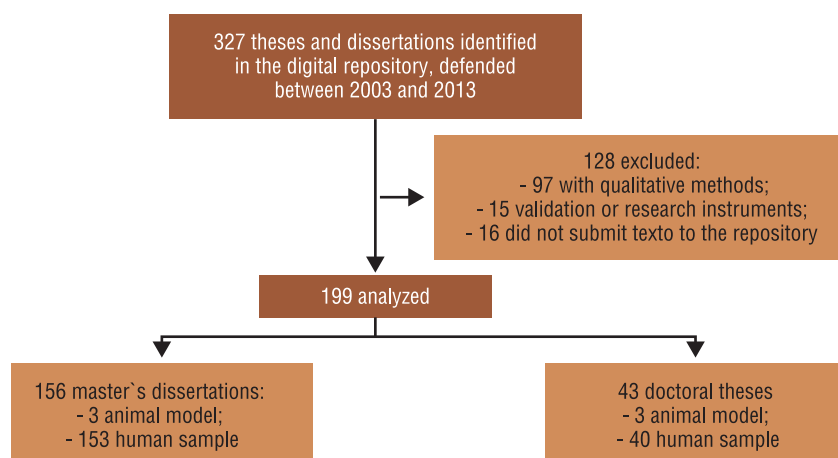 327 theses and dissertations identified
in the digital repository, defended
between 2003 and 2013
128 excluded:
- 97 with qualitative methods;
- 15 validation or research instruments;
- 16 did not submit texto to the repository
199 analyzed
156 master`s dissertations:
- 3 animal model;
- 153 human sample
43 doctoral theses
- 3 animal model;
- 40 human sample